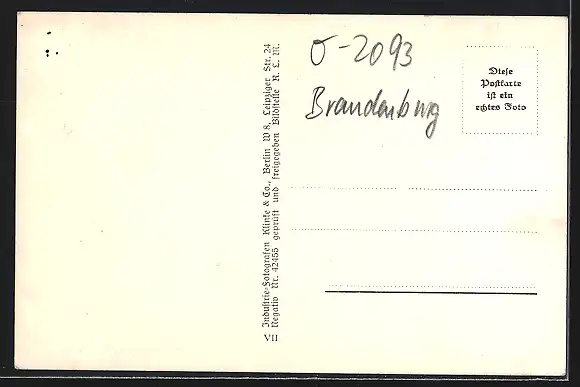 Industrie-Fotografen Klinke & Co., Berlin W 8, Leipziger Str. 24
Negativ Nr. 42455 geprüft und freigegeben Bildstelle R. L. M.
VII
O-2093
Brandenburg
Diese
Postkarte
ist ein
echtes Foto